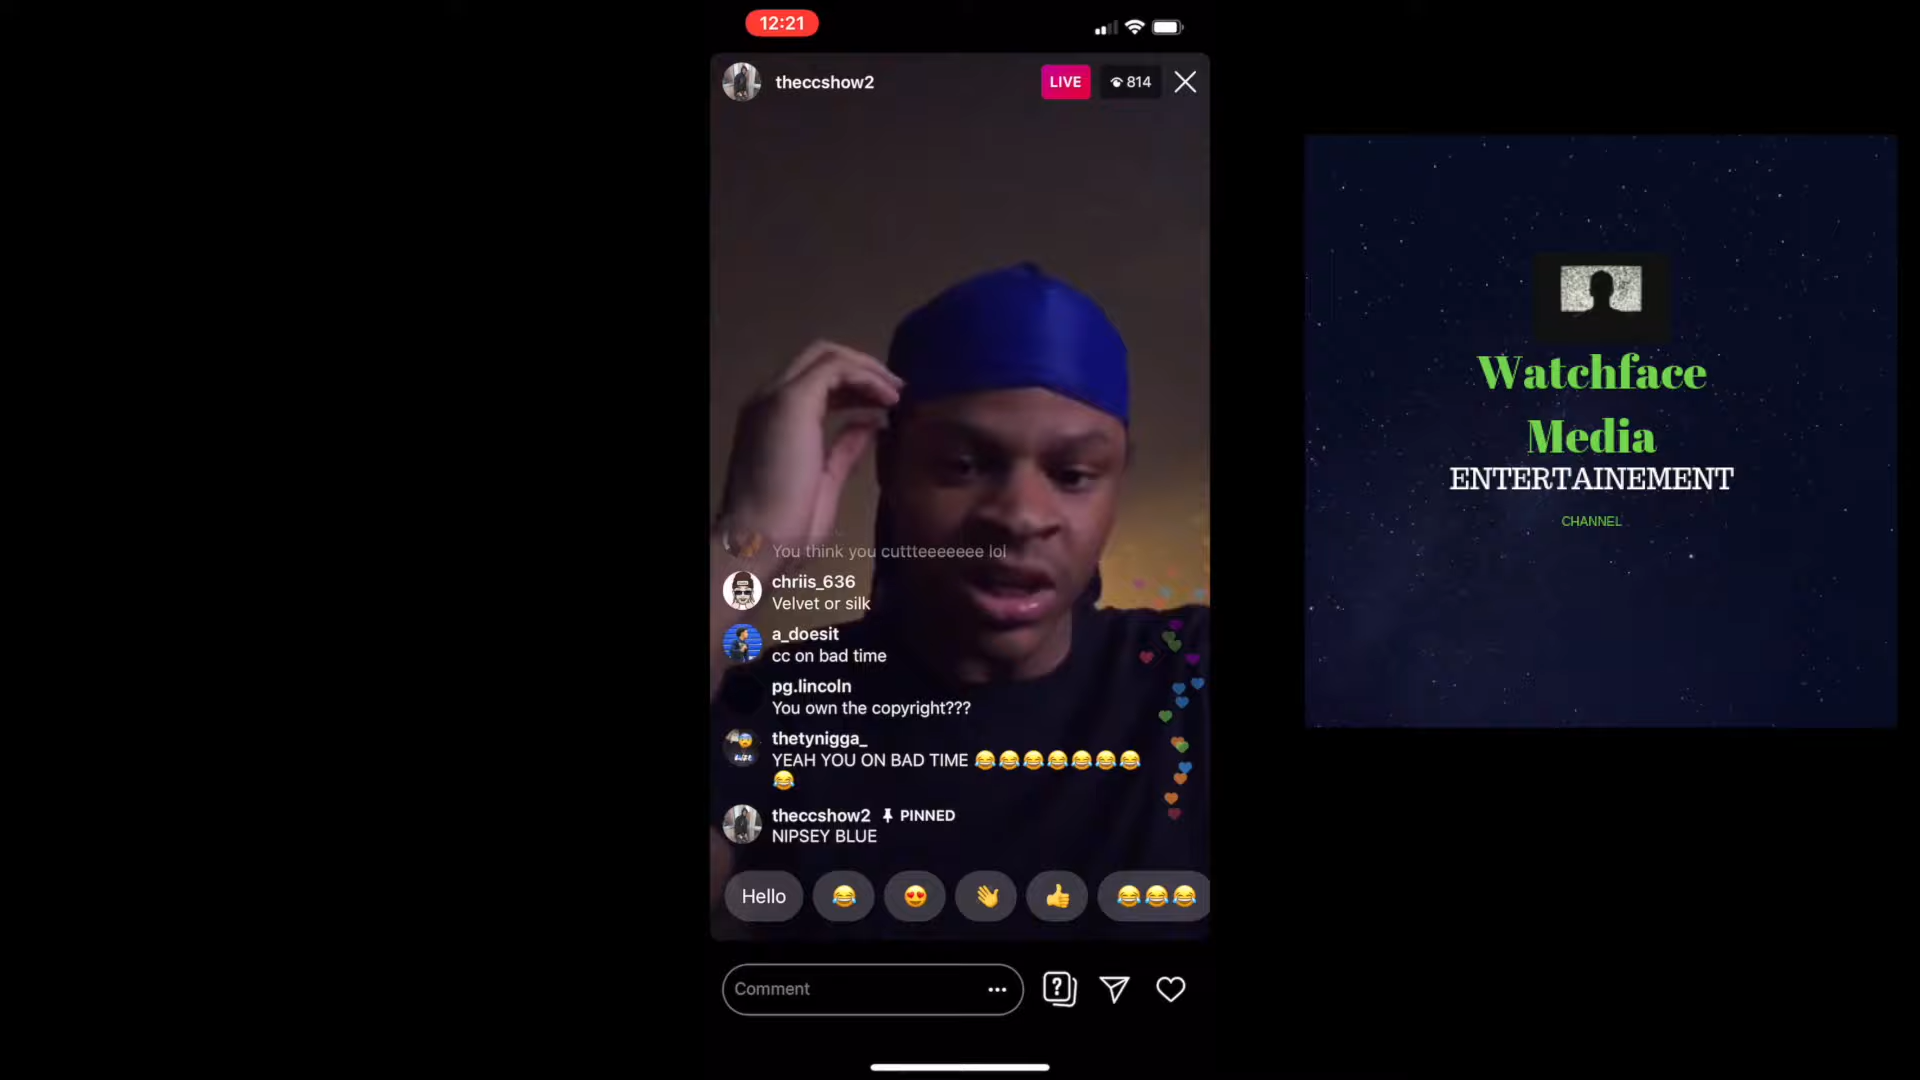 12:21
theccshow2
LIVE
814
You think you cuttteeeeeee lol
chriis_636
Velvet or silk
a_doesit
cc on bad time
pg.lincoln
You own the copyright???
thetynigga_
YEAH YOU ON BAD TIME 😂😂😂😂😂😂😂
😂
theccshow2 PINNED
NIPSEY BLUE
Hello
Comment
Watchface
Media
ENTERTAINEMENT
CHANNEL